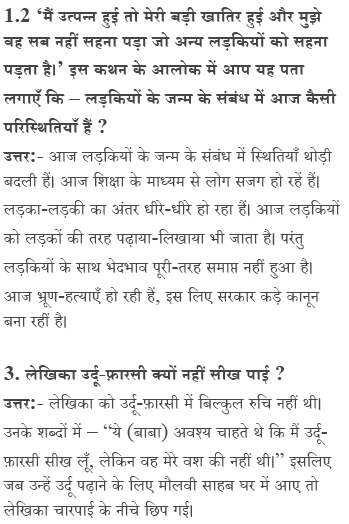 1.2 ‘मैं उत्पन्न हुई तो मेरी बड़ी खातिर हुई और मुझे
वह सब नहीं सहना पड़ा जो अन्य लड़कियों को सहना
पड़ता है।’ इस कथन के आलोक में आप यह पता
लगाएँ कि – लड़कियों के जन्म के संबंध में आज कैसी
परिस्थितियाँ हैं ?
उत्तर:- आज लड़कियों के जन्म के संबंध में स्थितियाँ थोड़ी
बदली हैं। आज शिक्षा के माध्यम से लोग सजग हो रहें हैं।
लड़का-लड़की का अंतर धीरे-धीरे हो रहा हैं। आज लड़कियों
को लड़कों की तरह पढ़ाया-लिखाया भी जाता है। परंतु
लड़कियों के साथ भेदभाव पूरी-तरह समाप्त नहीं हुआ है।
आज भ्रूण-हत्याएँ हो रही हैं, इस लिए सरकार कड़े कानून
बना रहीं है।
3. लेखिका उर्दू-फ़ारसी क्यों नहीं सीख पाई ?
उत्तर:- लेखिका को उर्दू-फ़ारसी में बिल्कुल रुचि नहीं थी।
उनके शब्दों में – “ये (बाबा) अवश्य चाहते थे कि मैं उर्दू-
फ़ारसी सीख लूँ, लेकिन वह मेरे वश की नहीं थी।” इसलिए
जब उन्हें उर्दू पढ़ाने के लिए मौलवी साहब घर में आए तो
लेखिका चारपाई के नीचे छिप गई।